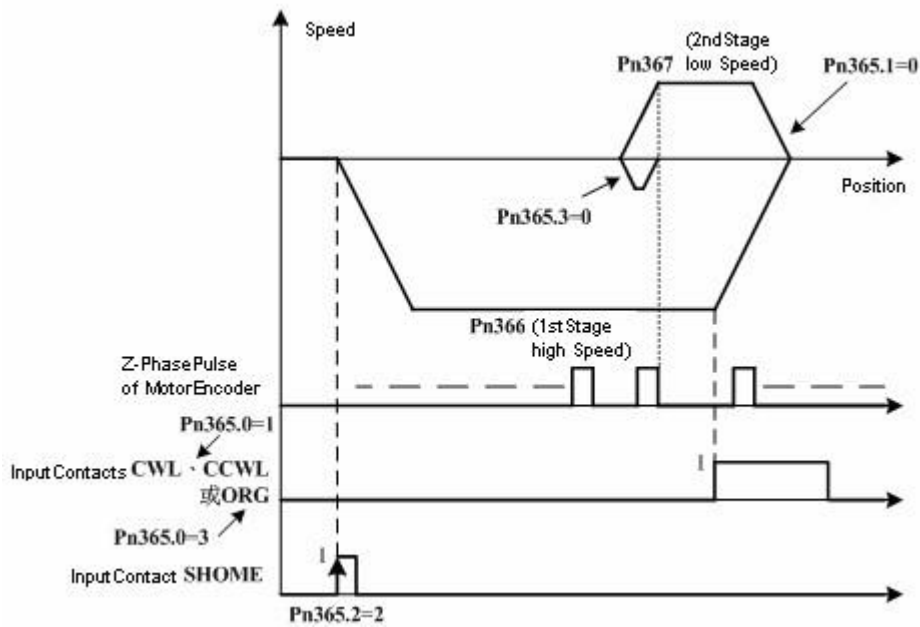 Speed
(2nd Stage
Pn367 low Speed)
Pn365.1=0
Position
Pn365.3=0
Pn366 (1st Stage
high Speed)
Z-Phase Pulse
of Motor Encoder
Pn365.0=1
Input Contacts CWL、CCWL
或ORG
1
Pn365.0=3
1
Input Contact SHOME
Pn365.2=2